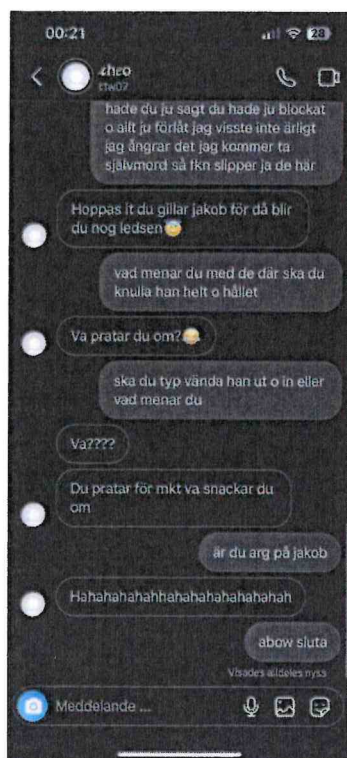 00:21
28
theo
ctw07
hade du ju sagt du hade ju blockat
o allt ju förlåt jag visste inte ärligt
jag ångrar det jag kommer ta
självmord så fkn slipper ja de här
Hoppas it du gillar jakob för då blir
du nog ledsen
vad menar du med de där ska du
knulla han helt o hållet
Va pratar du om?
ska du typ vända han ut o in eller
vad menar du
Va????
Du pratar för mkt va snackar du
om
är du arg på jakob
Hahahahahahhahahahahahahahah
abow sluta
Visades alldeles nyss
Meddelande ...